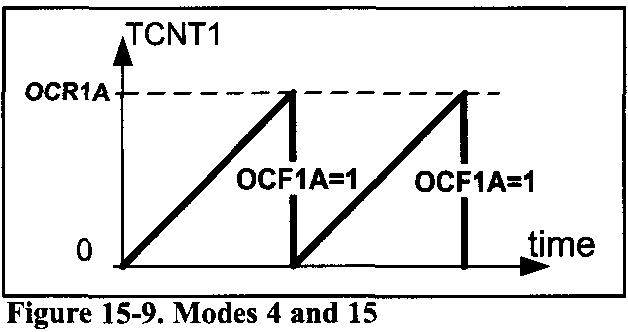 TCNT1
OCR1A
OCF1A=1 OCF1A=1
0 time
Figure 15-9. Modes 4 and 15